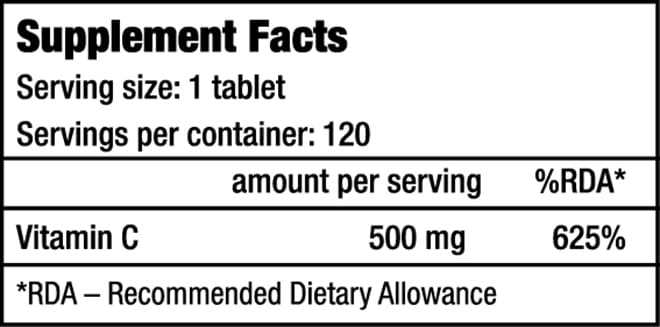 Supplement Facts
Serving size: 1 tablet
Servings per container: 120
amount per serving %RDA*
Vitamin C 500 mg 625%
*RDA – Recommended Dietary Allowance